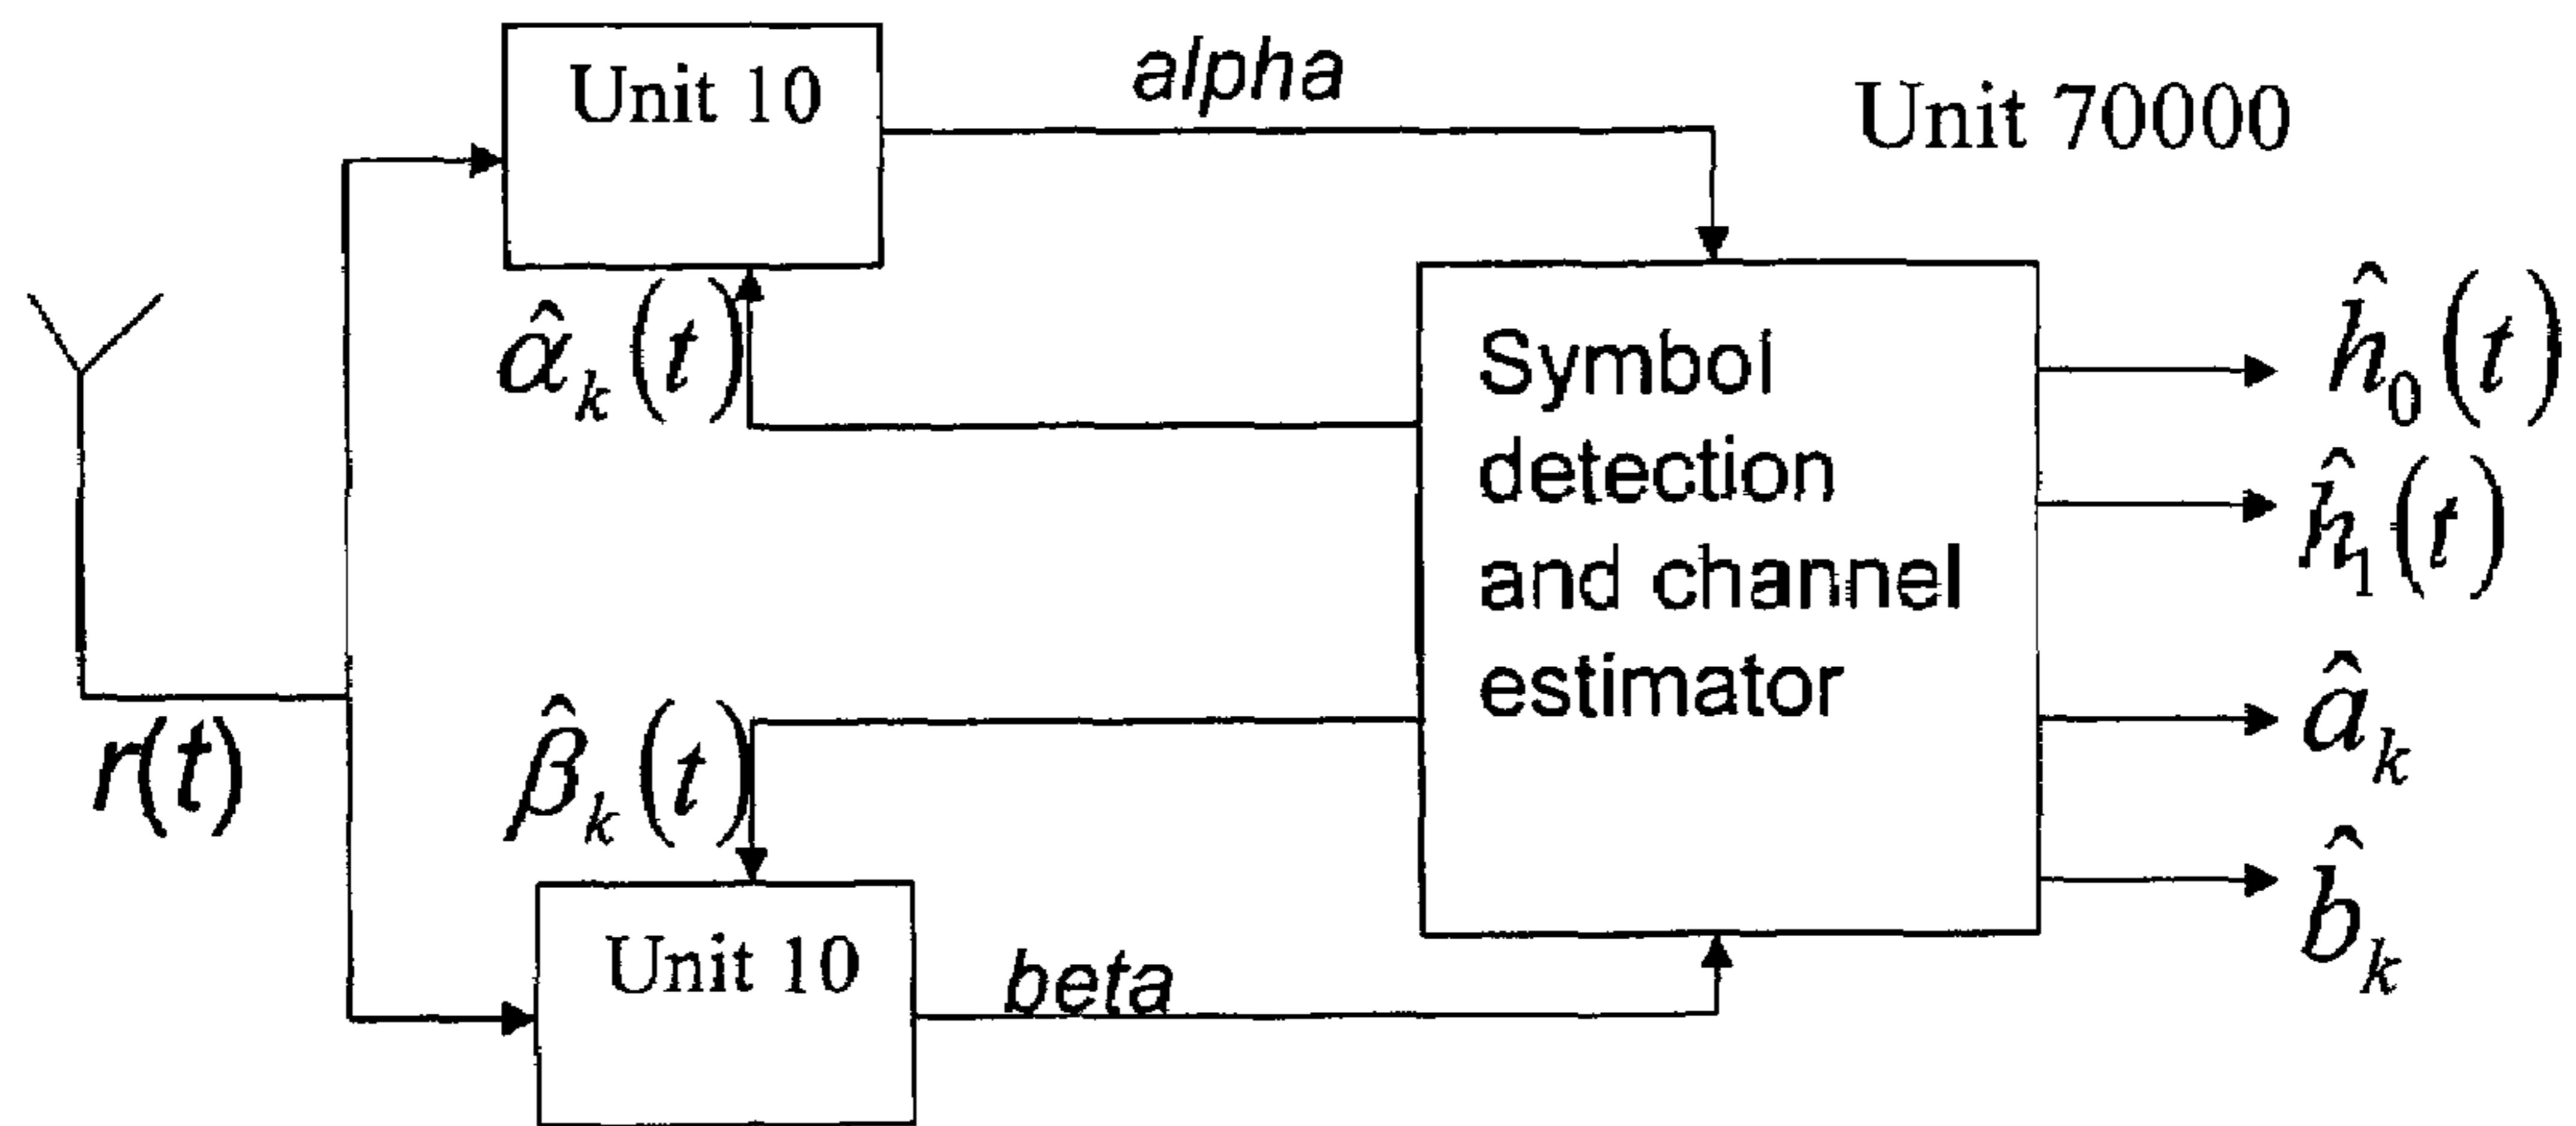 Unit 10
alpha
Unit 70000
α̂ₖ(t)
Symbol
detection
and channel
estimator
ĥ₀(t)
ĥ₁(t)
âₖ
b̂ₖ
r(t)
β̂ₖ(t)
Unit 10
beta